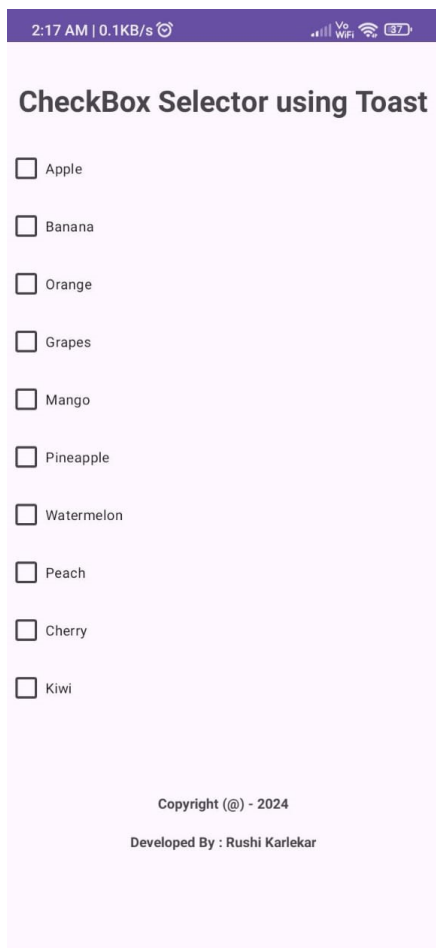 2:17 AM | 0.1KB/s Vo WiFi 37
CheckBox Selector using Toast
Apple
Banana
Orange
Grapes
Mango
Pineapple
Watermelon
Peach
Cherry
Kiwi
Copyright (@) - 2024
Developed By : Rushi Karlekar